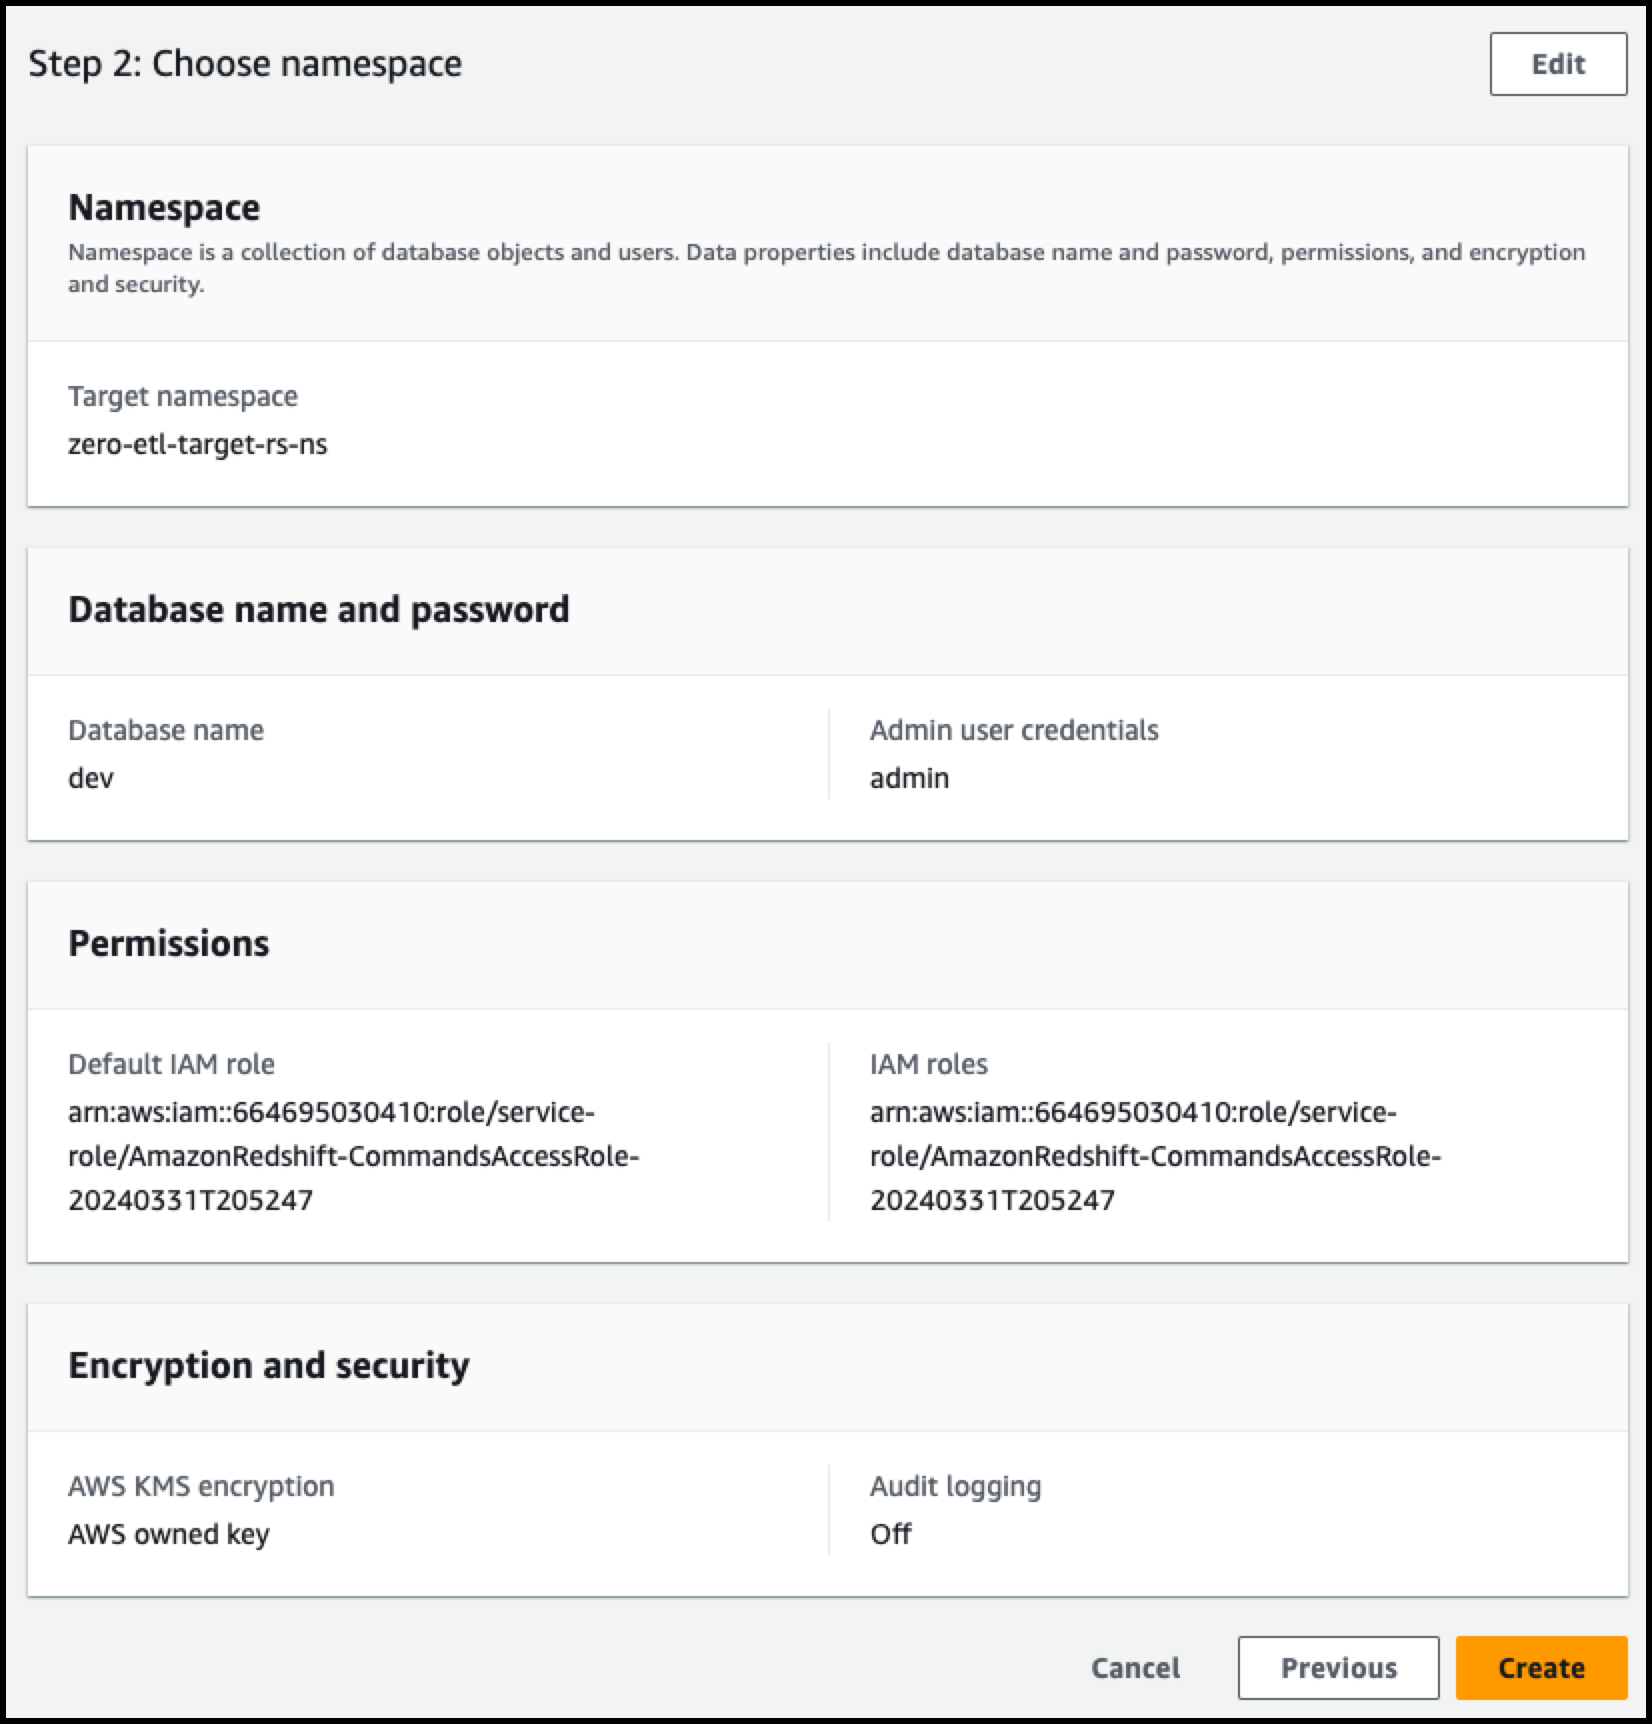 Step 2: Choose namespace
Edit
Namespace
Namespace is a collection of database objects and users. Data properties include database name and password, permissions, and encryption
and security.
Target namespace
zero-etl-target-rs-ns
Database name and password
Database name
dev
Admin user credentials
admin
Permissions
Default IAM role
arn:aws:iam::664695030410:role/service-
role/AmazonRedshift-CommandsAccessRole-
20240331T205247
IAM roles
arn:aws:iam::664695030410:role/service-
role/AmazonRedshift-CommandsAccessRole-
20240331T205247
Encryption and security
AWS KMS encryption
AWS owned key
Audit logging
Off
Cancel
Previous
Create